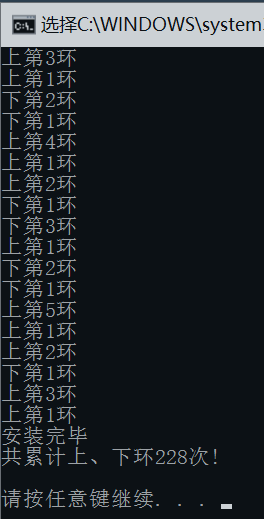 选择C:\WINDOWS\system
上第3环
上第1环
下第2环
下第1环
上第4环
上第1环
上第2环
下第1环
下第3环
上第1环
下第2环
下第1环
上第5环
上第1环
上第2环
下第1环
上第3环
上第1环
安装完毕
共累计上、下环228次!
请按任意键继续. . .